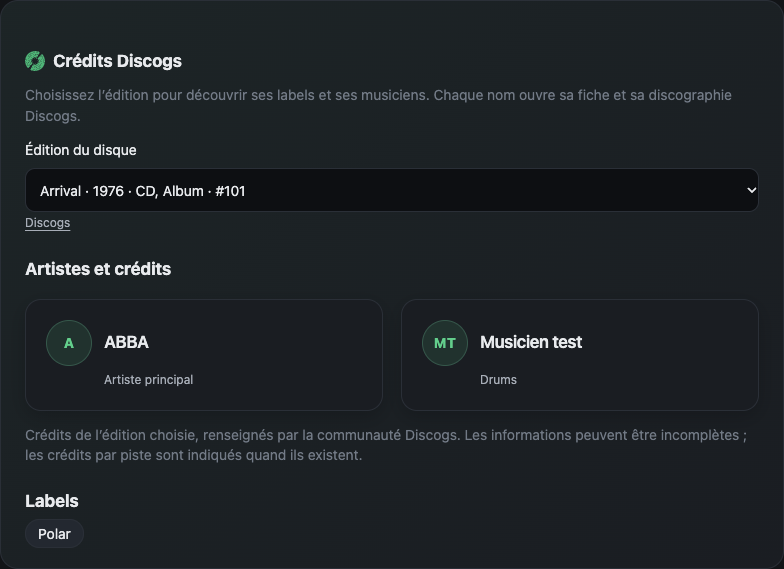 Crédits Discogs
Choisissez l’édition pour découvrir ses labels et ses musiciens. Chaque nom ouvre sa fiche et sa discographie
Discogs.
Édition du disque
Arrival · 1976 · CD, Album · #101
Discogs
Artistes et crédits
A
ABBA
Artiste principal
MT
Musicien test
Drums
Crédits de l’édition choisie, renseignés par la communauté Discogs. Les informations peuvent être incomplètes ;
les crédits par piste sont indiqués quand ils existent.
Labels
Polar